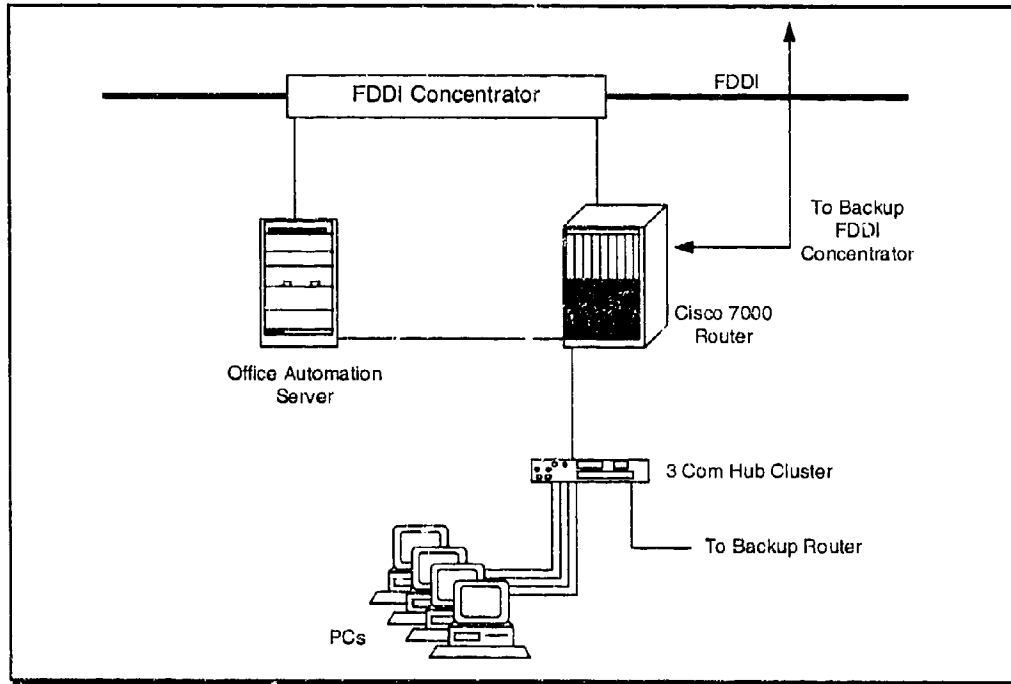 FDDI Concentrator
FDDI
To Backup
FDDI
Concentrator
Cisco 7000
Router
Office Automation
Server
3 Com Hub Cluster
To Backup Router
PCs